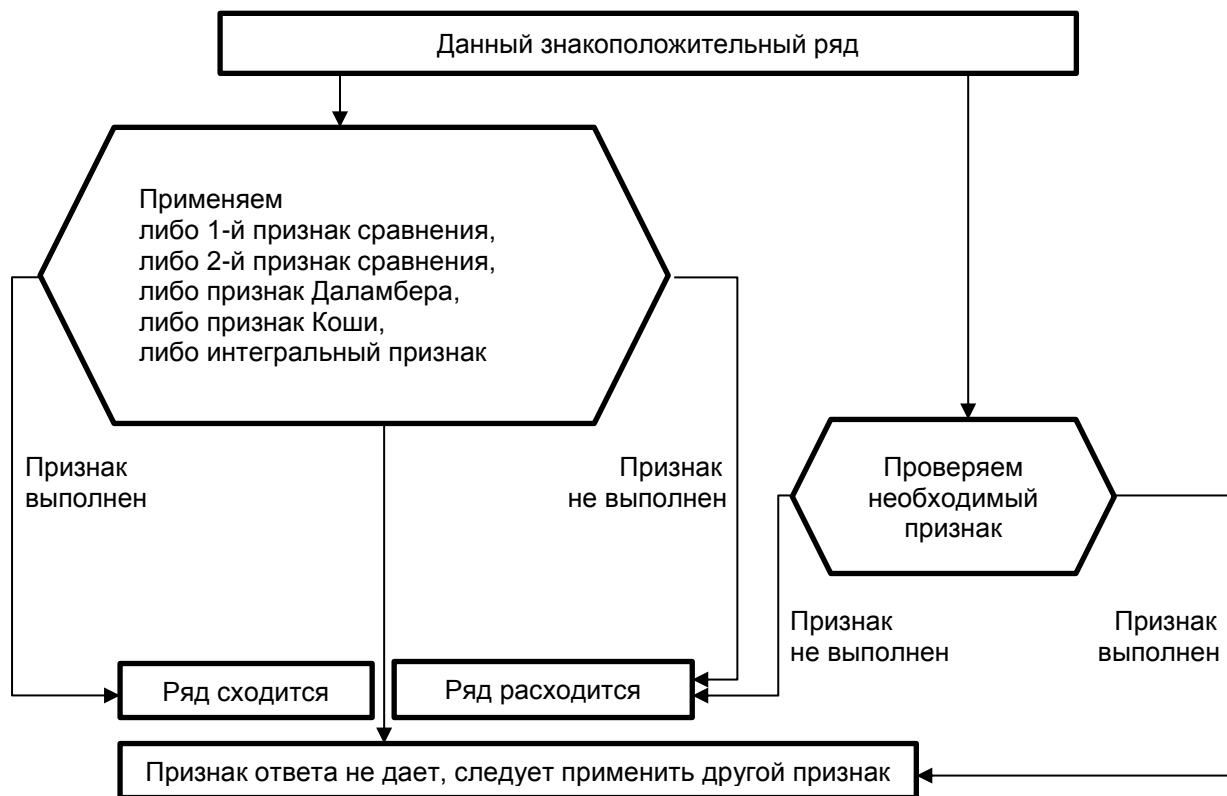 Данный знакоположительный ряд
Применяем
либо 1-й признак сравнения,
либо 2-й признак сравнения,
либо признак Даламбера,
либо признак Коши,
либо интегральный признак
Признак
выполнен
Признак
не выполнен
Проверяем
необходимый
признак
Признак
не выполнен
Признак
выполнен
Ряд сходится
Ряд расходится
Признак ответа не дает, следует применить другой признак